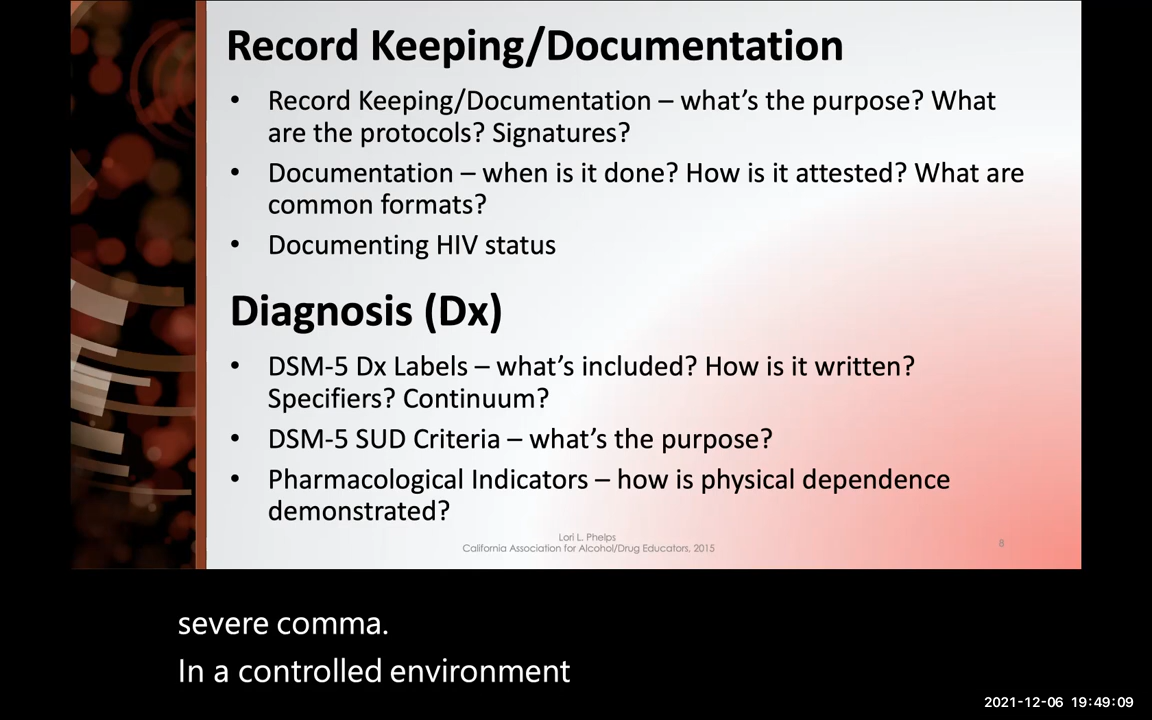 Record Keeping/Documentation
• Record Keeping/Documentation – what's the purpose? What
are the protocols? Signatures?
• Documentation – when is it done? How is it attested? What are
common formats?
• Documenting HIV status
Diagnosis (Dx)
• DSM-5 Dx Labels – what's included? How is it written?
Specifiers? Continuum?
• DSM-5 SUD Criteria – what's the purpose?
• Pharmacological Indicators – how is physical dependence
demonstrated?
Lori L. Phelps
California Association for Alcohol/Drug Educators, 2015
8
severe comma.
In a controlled environment
2021-12-06 19:49:09